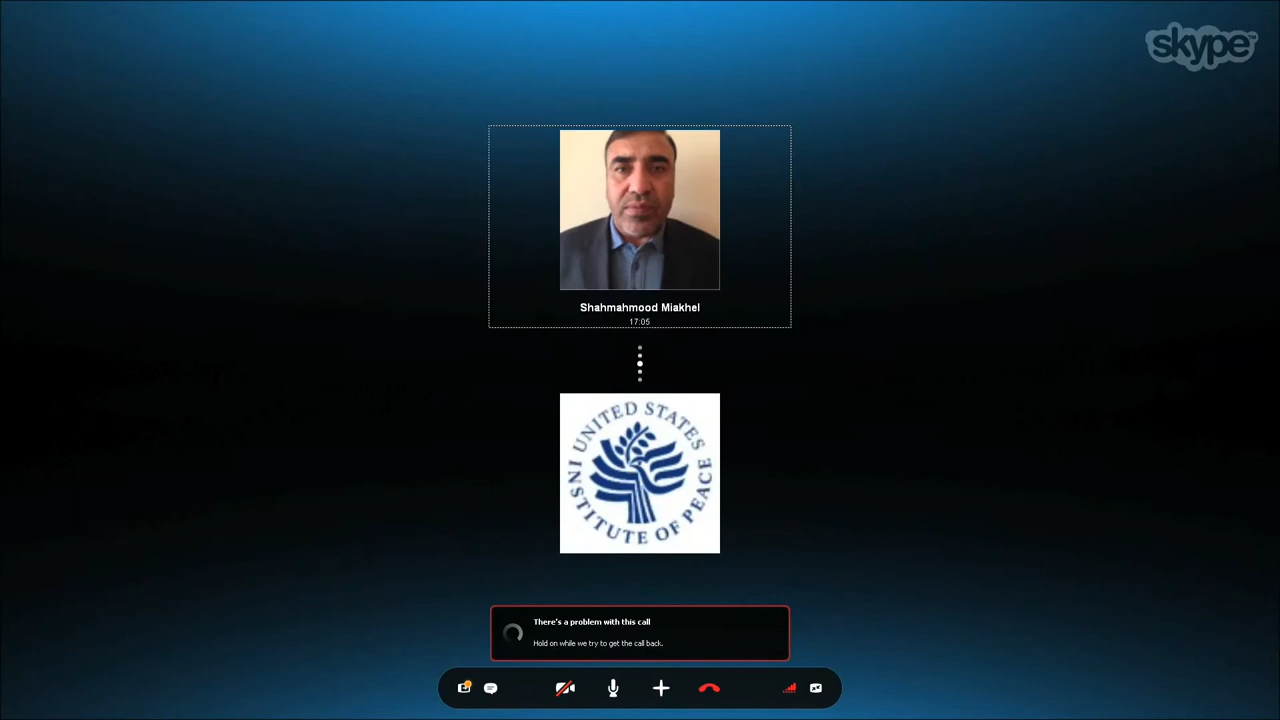 skype™
Shahmahmood Miakhel
17:05
UNITED STATES
INSTITUTE OF PEACE
There's a problem with this call
Hold on while we try to get the call back.